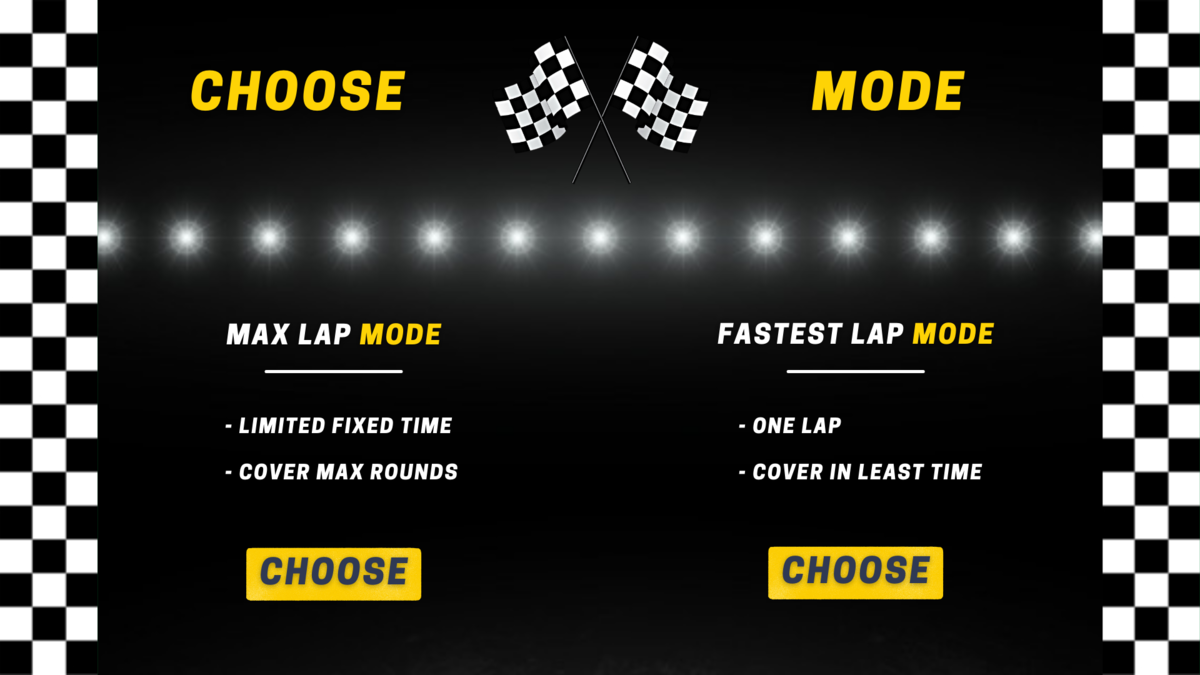 CHOOSE MODE
MAX LAP MODE
- LIMITED FIXED TIME
- COVER MAX ROUNDS
CHOOSE
FASTEST LAP MODE
- ONE LAP
- COVER IN LEAST TIME
CHOOSE